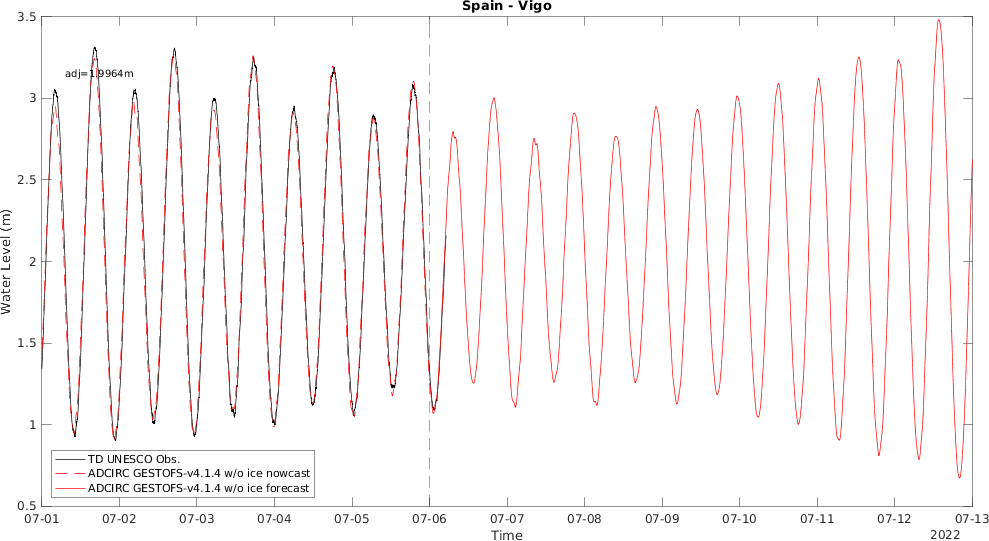 Spain - Vigo
3.5
adj=1.9964m
3
2.5
2
1.5
1
0.5
Water Level (m)
TD UNESCO Obs.
ADCIRC GESTOFS-v4.1.4 w/o ice nowcast
ADCIRC GESTOFS-v4.1.4 w/o ice forecast
07-01 07-02 07-03 07-04 07-05 07-06 07-07 07-08 07-09 07-10 07-11 07-12 07-13
Time
2022